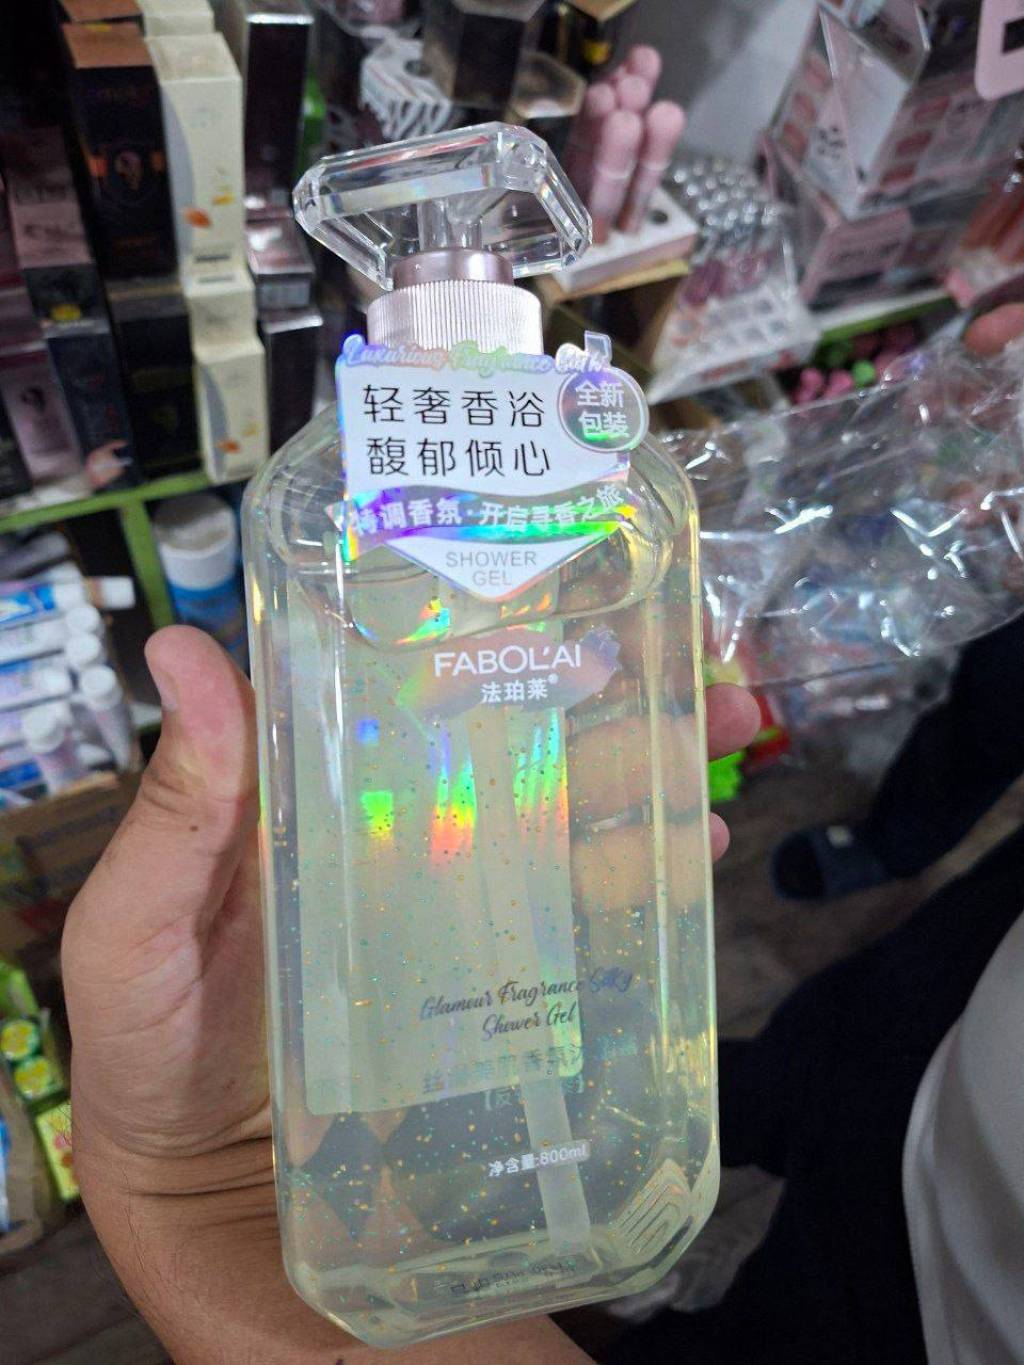 Luxurious Fragrance Bath
轻奢香浴
馥郁倾心
全新
包装
特调香氛·开启寻香之旅
SHOWER
GEL
FABOL'AI
法珀莱®
Glamour Fragrance Silky
Shower Gel
净含量:800ml